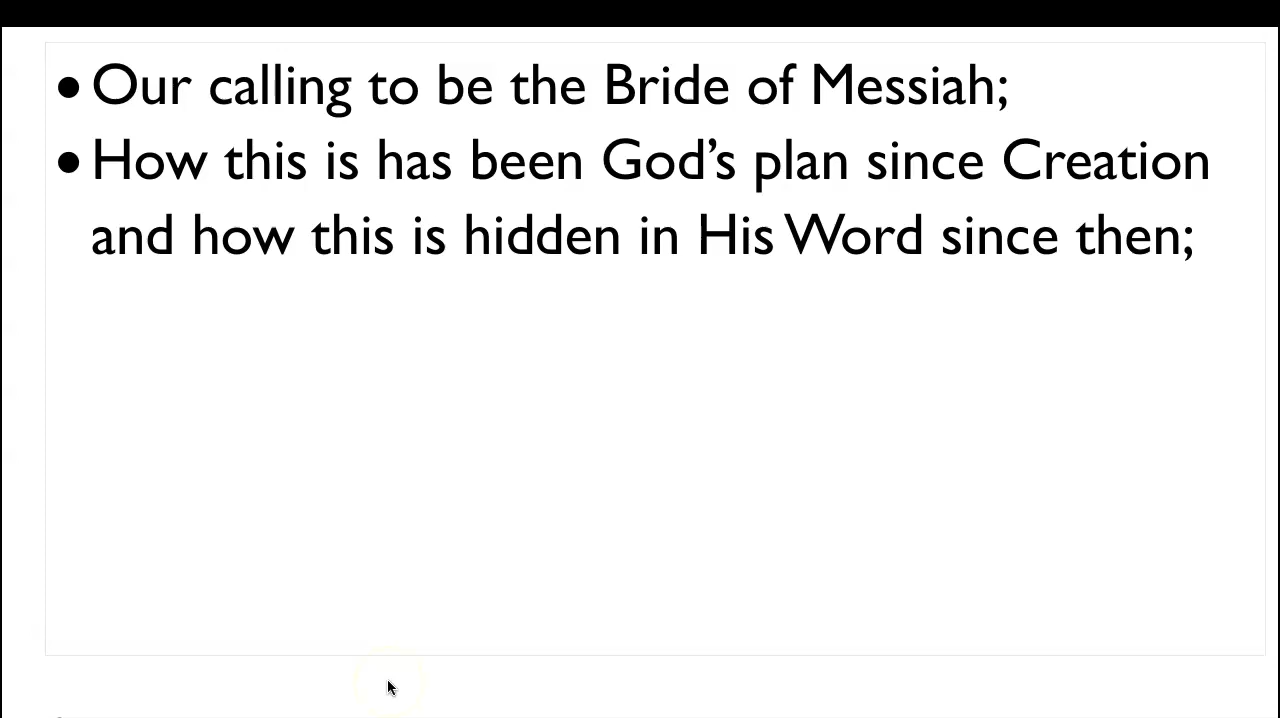 • Our calling to be the Bride of Messiah;
• How this is has been God’s plan since Creation
and how this is hidden in His Word since then;